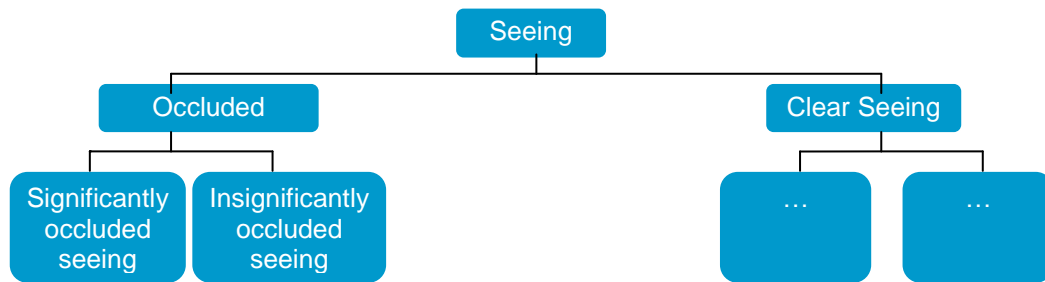 Seeing
Occluded
Clear Seeing
Significantly
occluded
seeing
Insignificantly
occluded
seeing
…
…